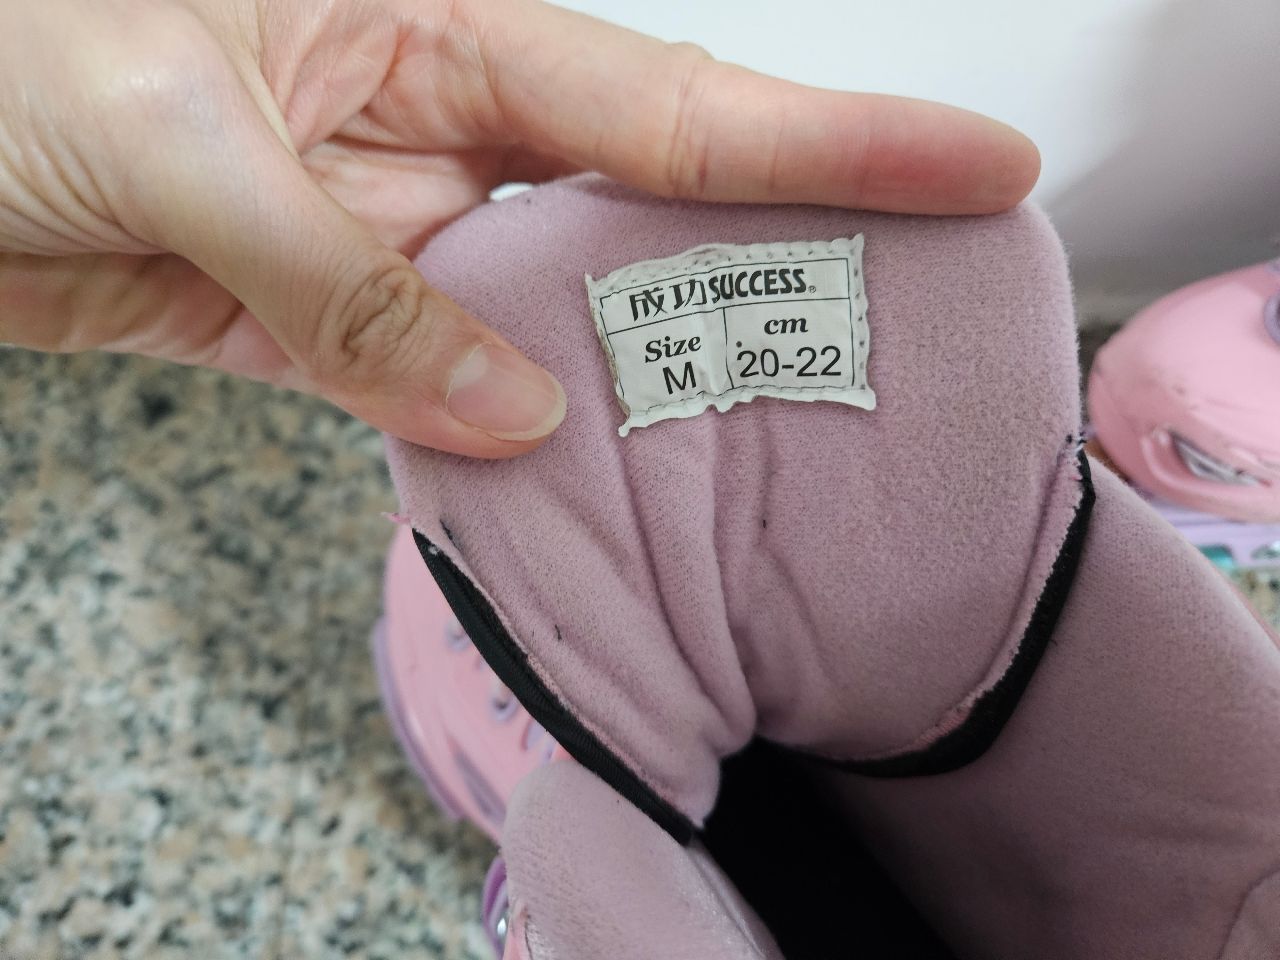 成功SUCCESS®
Size cm
M 20-22